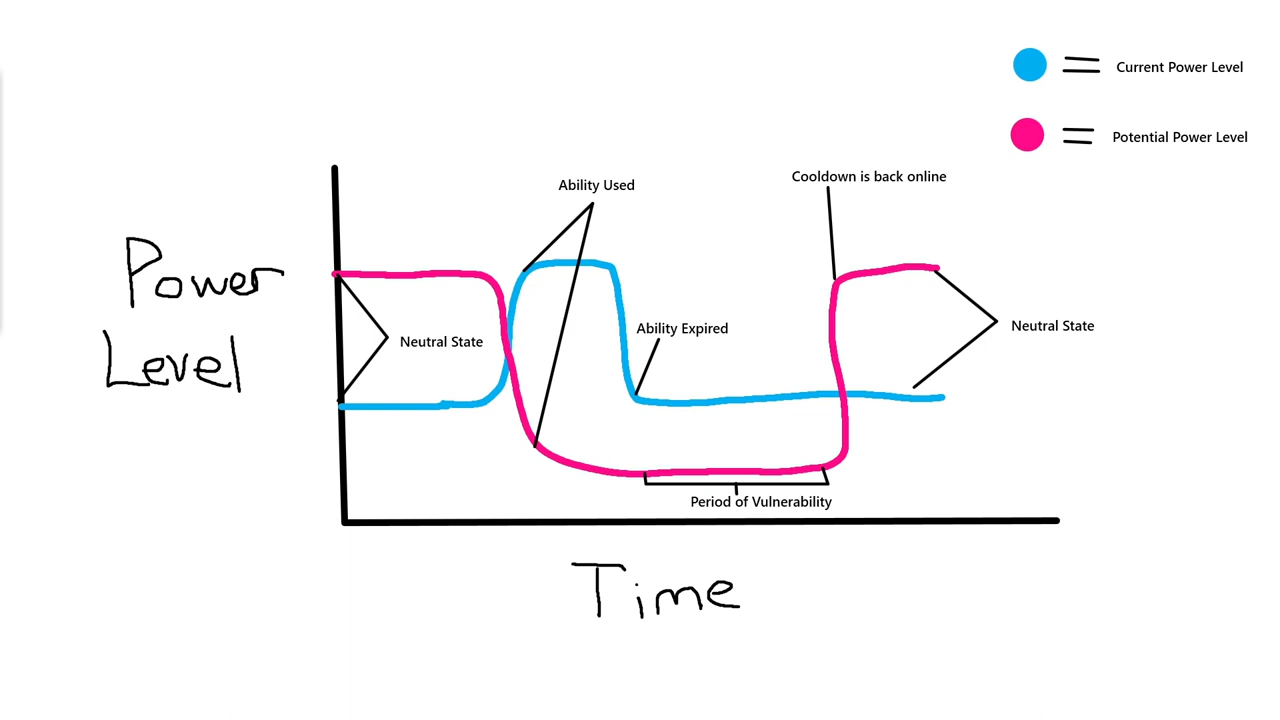 Current Power Level
Potential Power Level
Cooldown is back online
Ability Used
Power
Level
Neutral State
Ability Expired
Neutral State
Period of Vulnerability
Time